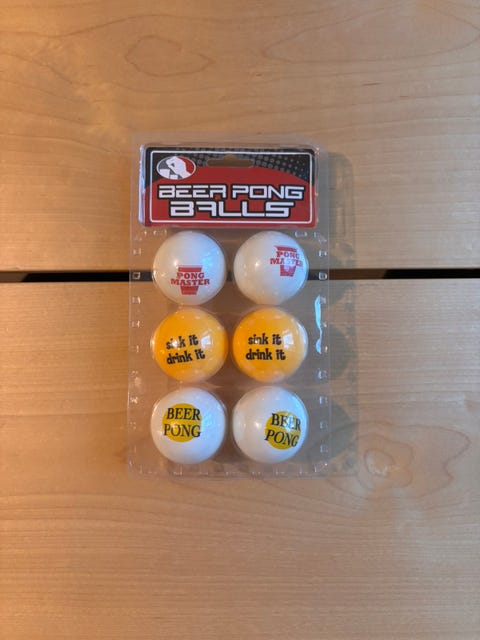 BEER PONG
BALLS
PONG
MASTER
PONG
MASTER
sink it
drink it
sink it
drink it
BEER
PONG
BEER
PONG